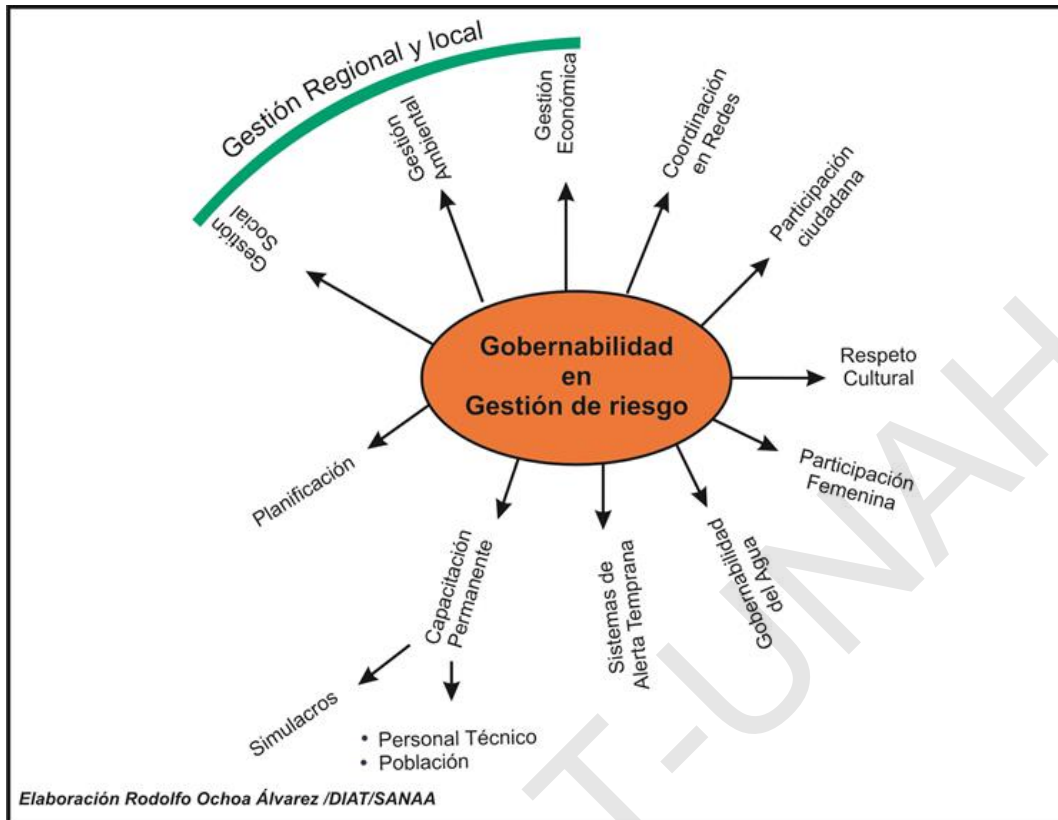 Gestión Regional y local
Gestión
Social
Gestión
Ambiental
Gestión
Económica
Coordinación
en Redes
Participación
ciudadana
Respeto
Cultural
Participación
Femenina
Gobernabilidad
del Agua
Sistemas de
Alerta Temprana
Capacitación
Permanente
Simulacros
• Personal Técnico
• Población
Planificación
Gobernabilidad
en
Gestión de riesgo
Elaboración Rodolfo Ochoa Álvarez /DIAT/SANAA
T-UNAH